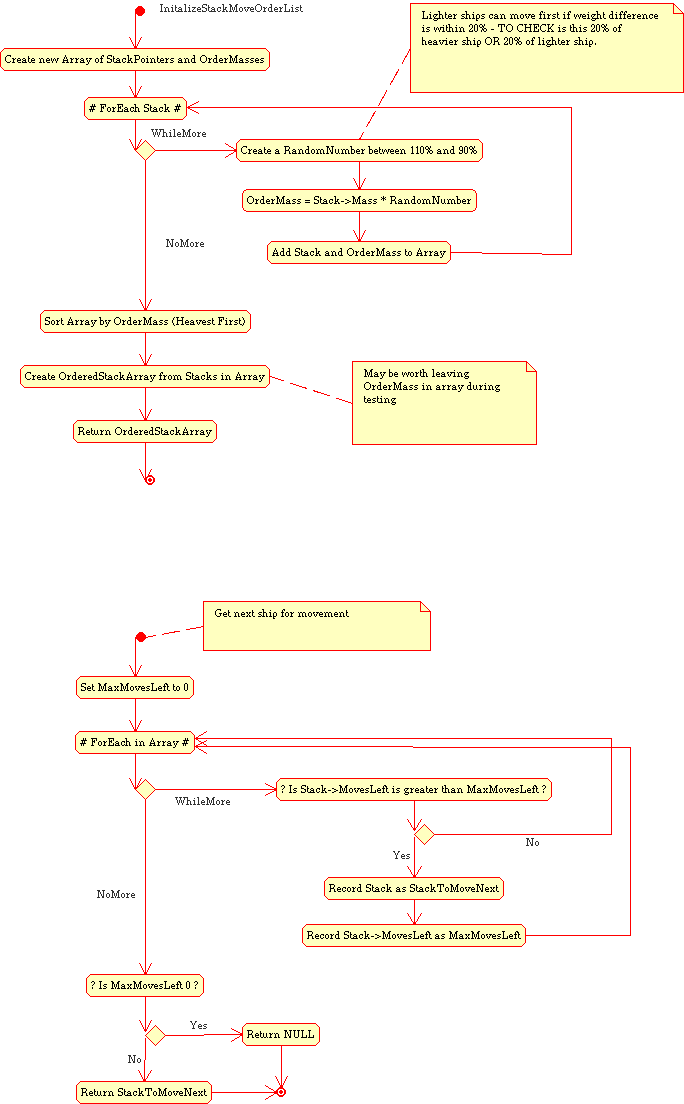 InitalizeStackMoveOrderList
Lighter ships can move first if weight difference
is within 20% - TO CHECK is this 20% of
heavier ship OR 20% of lighter ship.
Create new Array of StackPointers and OrderMasses
# ForEach Stack #
WhileMore
Create a RandomNumber between 110% and 90%
OrderMass = Stack->Mass * RandomNumber
NoMore
Add Stack and OrderMass to Array
Sort Array by OrderMass (Heavest First)
Create OrderedStackArray from Stacks in Array
May be worth leaving
OrderMass in array during
testing
Return OrderedStackArray
Get next ship for movement
Set MaxMovesLeft to 0
# ForEach in Array #
WhileMore
? Is Stack->MovesLeft is greater than MaxMovesLeft ?
No
Yes
Record Stack as StackToMoveNext
NoMore
Record Stack->MovesLeft as MaxMovesLeft
? Is MaxMovesLeft 0 ?
Yes
Return NULL
No
Return StackToMoveNext